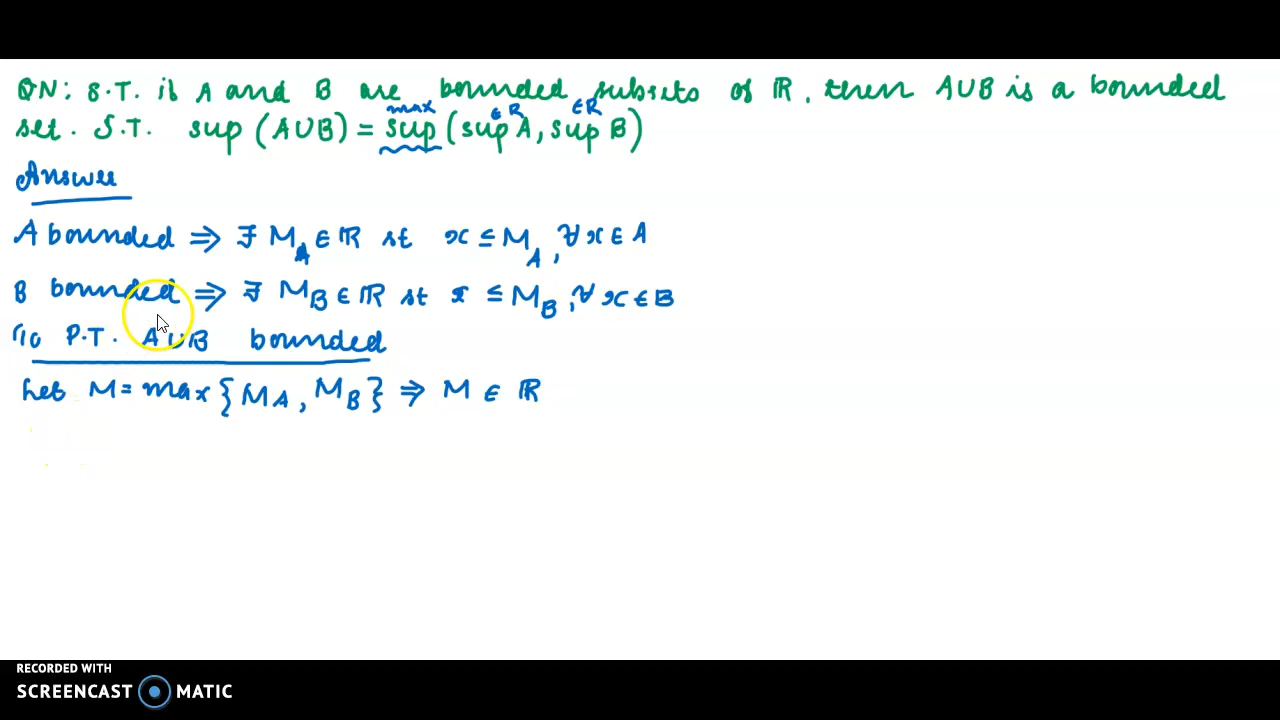 QN: S.T. if A and B are bounded subsets of ℝ, then A∪B is a bounded
set. S.T. sup (A∪B) = sup (sup A, sup B)
max ∈ℝ ∈ℝ
Answer
A bounded ⇒ ∃ M_A ∈ ℝ st x ≤ M_A, ∀ x ∈ A
B bounded ⇒ ∃ M_B ∈ ℝ st x ≤ M_B, ∀ x ∈ B
To P.T. A∪B bounded
Let M = max {M_A, M_B} ⇒ M ∈ ℝ
RECORDED WITH
SCREENCAST MATIC